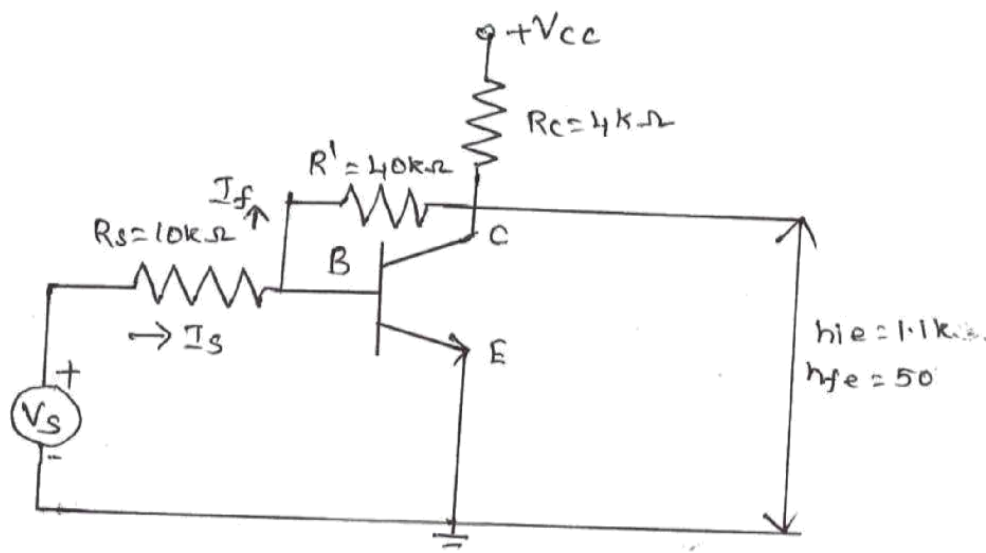 +Vcc
Rc=4kΩ
R'=40kΩ
If
Rs=10kΩ
B
C
→ Is
E
hie=1.1k
hfe=50
+
Vs
-